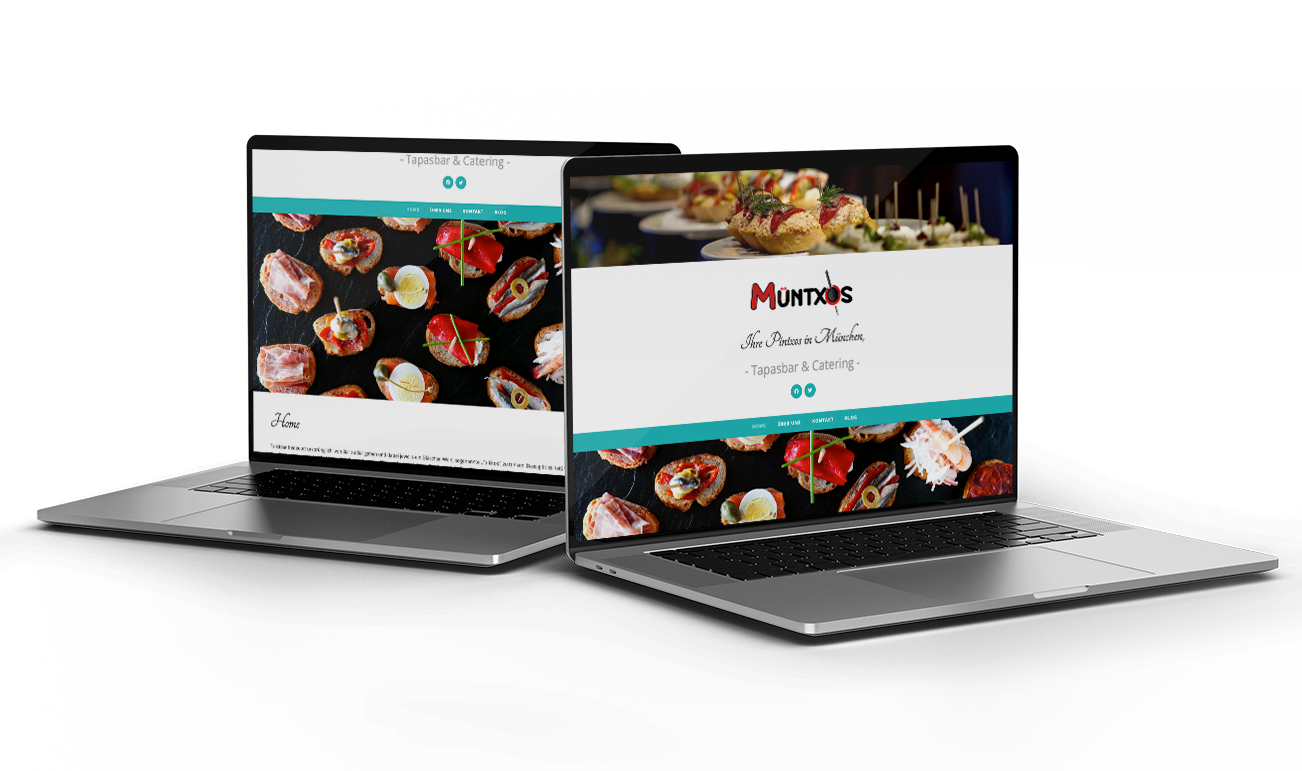 - Tapasbar & Catering -
HOME ÜBER UNS KONTAKT BLOG
Home
MÜNTXOS
Ihre Pintxos in München,
- Tapasbar & Catering -
HOME ÜBER UNS KONTAKT BLOG